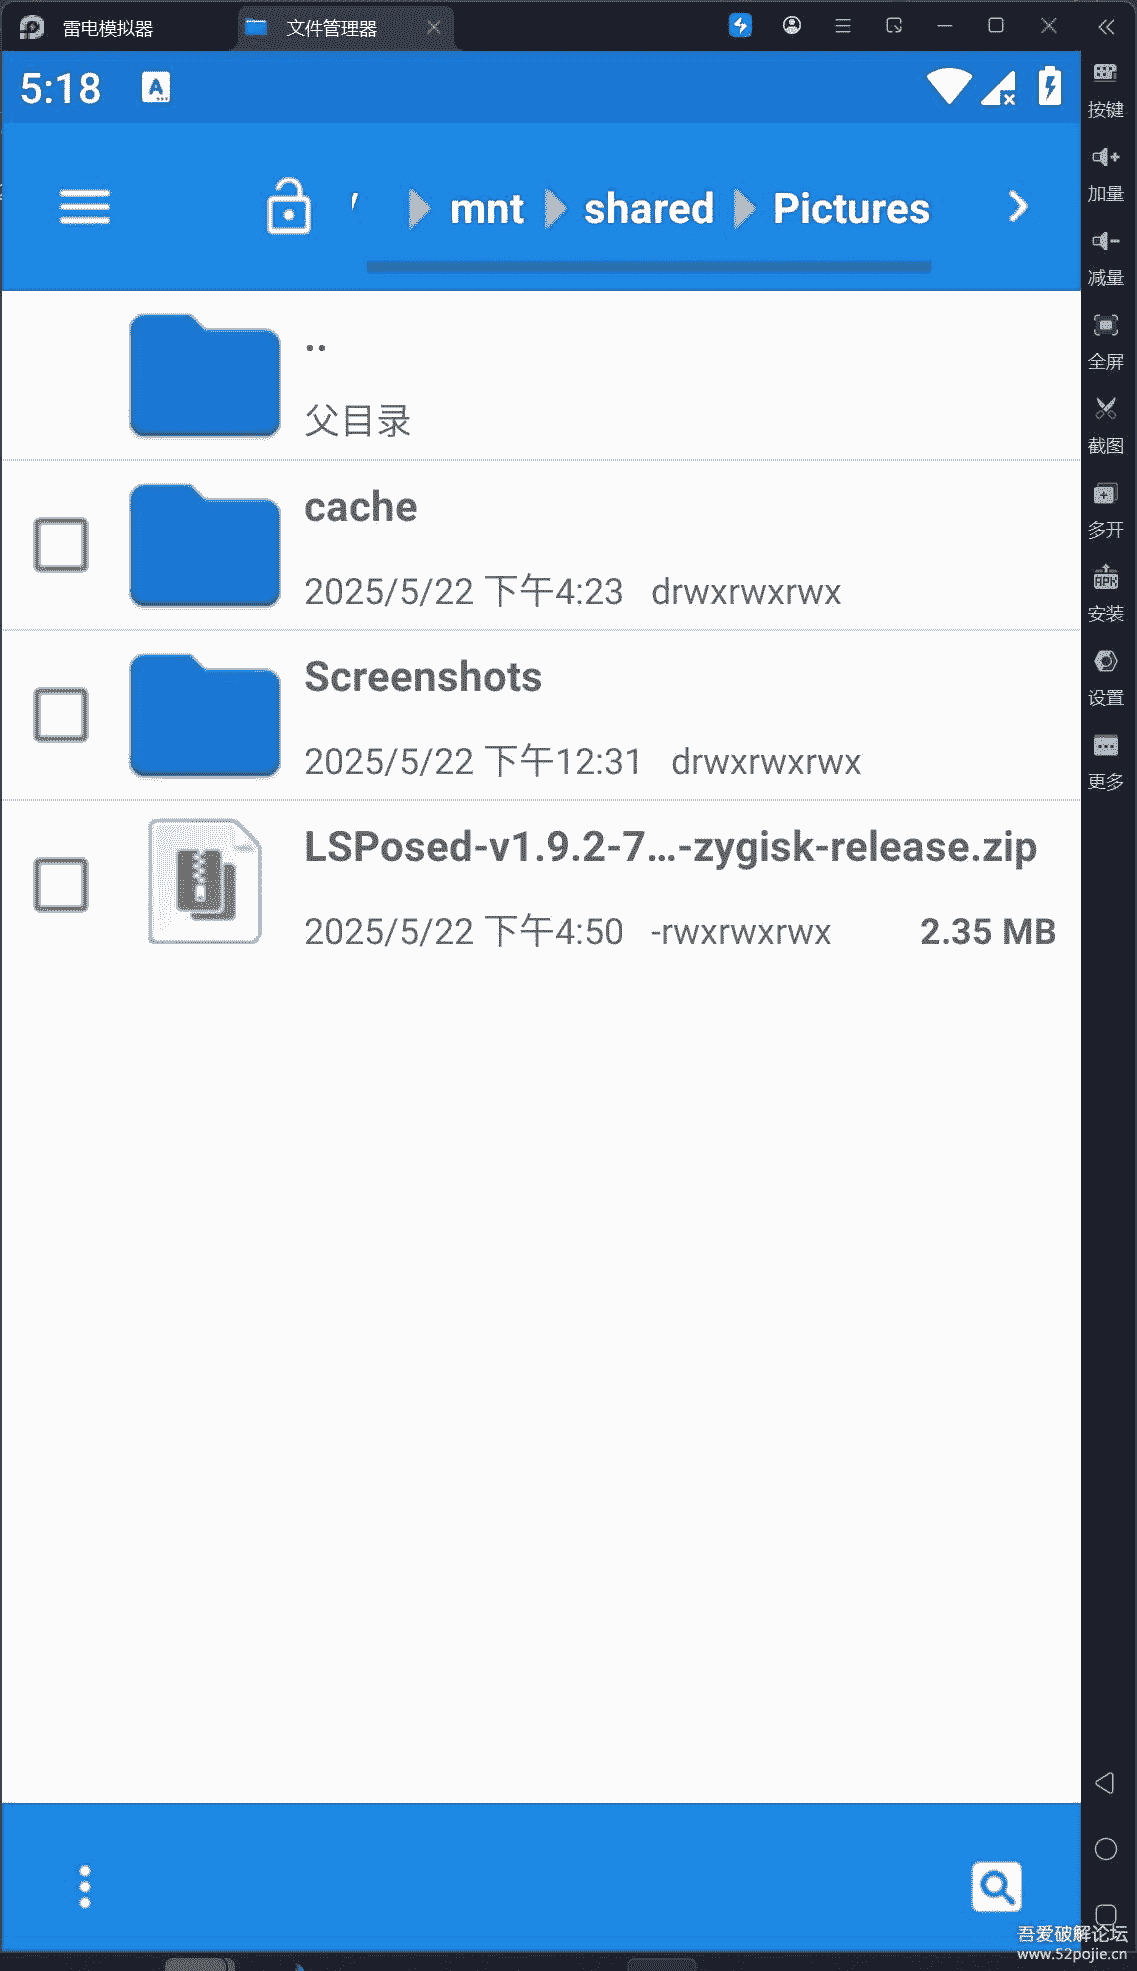 雷电模拟器 文件管理器
5:18
按键
加量
减量
全屏
截图
多开
APK
安装
设置
更多
mnt shared Pictures
..
父目录
cache
2025/5/22 下午4:23 drwxrwxrwx
Screenshots
2025/5/22 下午12:31 drwxrwxrwx
LSPosed-v1.9.2-7…-zygisk-release.zip
2025/5/22 下午4:50 -rwxrwxrwx 2.35 MB
吾爱破解论坛
www.52pojie.cn